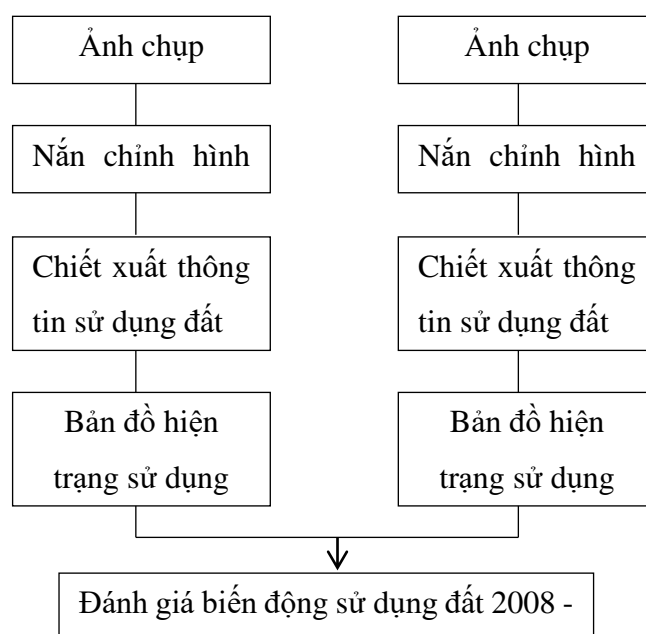 Ảnh chụp
Nắn chỉnh hình
Chiết xuất thông
tin sử dụng đất
Bản đồ hiện
trạng sử dụng
Ảnh chụp
Nắn chỉnh hình
Chiết xuất thông
tin sử dụng đất
Bản đồ hiện
trạng sử dụng
Đánh giá biến động sử dụng đất 2008 -